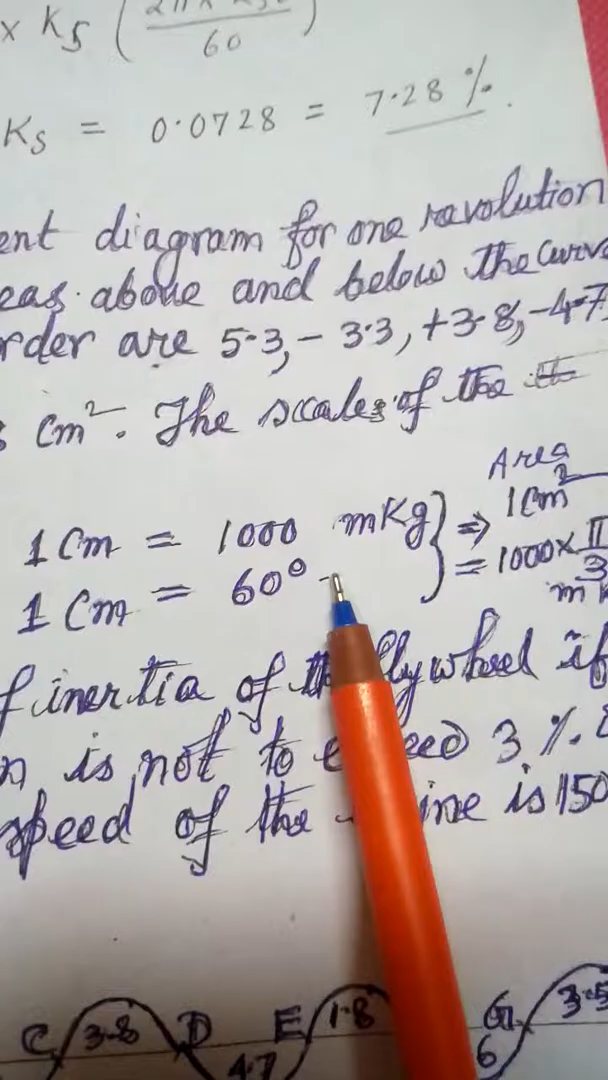 × Ks ( / 60 )
Ks = 0.0728 = 7.28 %.
ent diagram for one revolution
eas above and below the curve
rder are 5.3, - 3.3, +3.8, -4.7,
cm². The scales of the
Area
1 Cm = 1000 mKg } ⇒ 1 Cm²
1 Cm = 60° = 1000 × π/3
m
f inertia of flywheel if
n is not to exceed 3 %.
speed of the ine is 150
C 3.8 D E 1.8 G 3.5
4.7 6